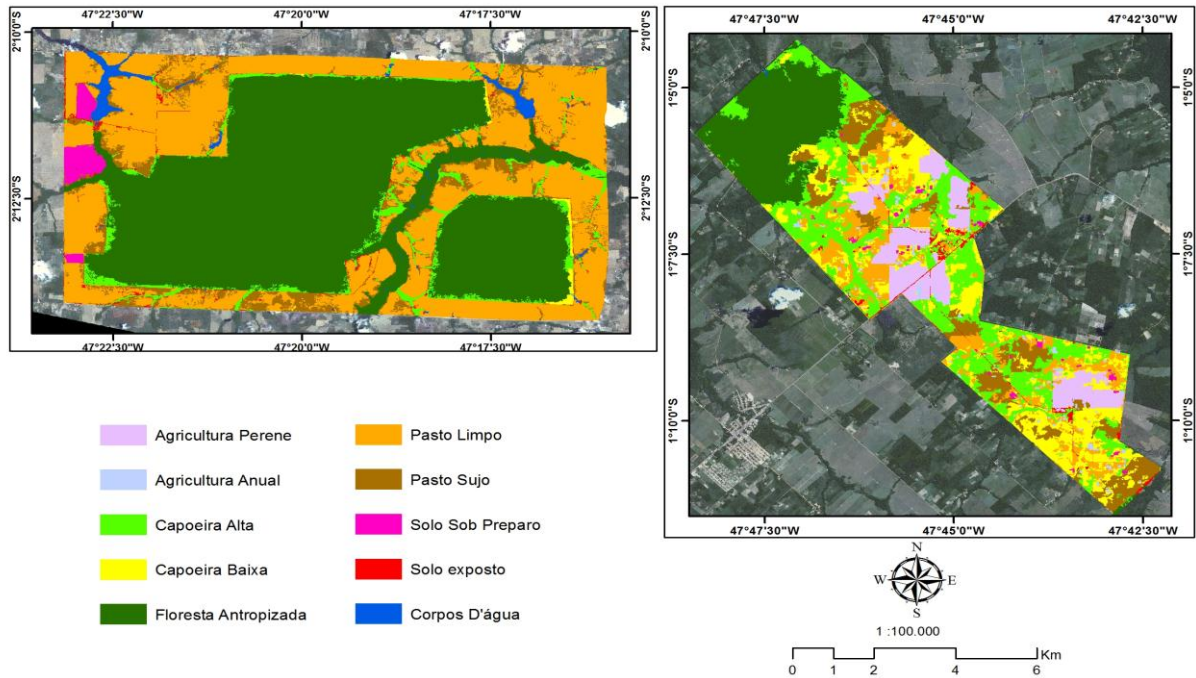 47°22'30"W 47°20'0"W 47°17'30"W
2°10'0"S
2°12'30"S
2°10'0"S
2°12'30"S
47°22'30"W 47°20'0"W 47°17'30"W
47°47'30"W 47°45'0"W 47°42'30"W
1°5'0"S
1°7'30"S
1°10'0"S
1°5'0"S
1°7'30"S
1°10'0"S
47°47'30"W 47°45'0"W 47°42'30"W
Agricultura Perene
Agricultura Anual
Capoeira Alta
Capoeira Baixa
Floresta Antropizada
Pasto Limpo
Pasto Sujo
Solo Sob Preparo
Solo exposto
Corpos D'água
N
W E
S
1 :100.000
Km
0 1 2 4 6